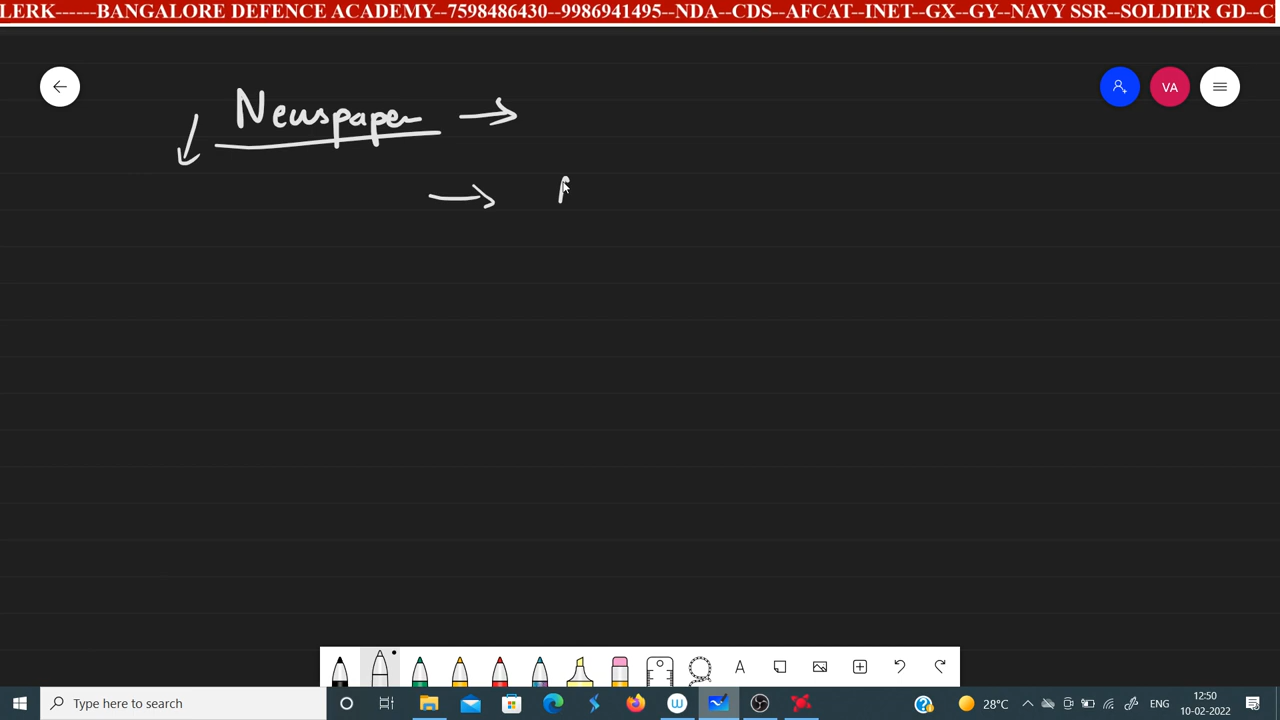 LERK------BANGALORE DEFENCE ACADEMY--7598486430--9986941495--NDA--CDS--AFCAT--INET--GX--GY--NAVY SSR--SOLDIER GD--C
VA
Newspaper
A
Type here to search
28°C
ENG
12:50
10-02-2022